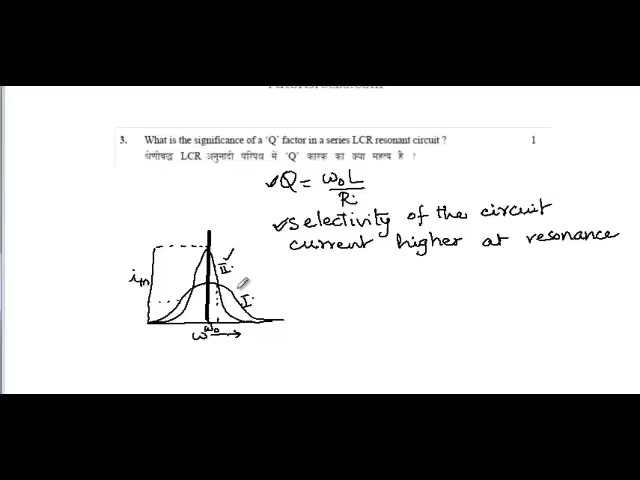 3. What is the significance of a 'Q' factor in a series LCR resonant circuit ? 1
श्रेणीबद्ध LCR अनुनादी परिपथ में 'Q' कारक का क्या महत्व है ?
✓Q = ω₀L
R
✓selectivity of the circuit
current higher at resonance
II
im
I
ω₀
ω →